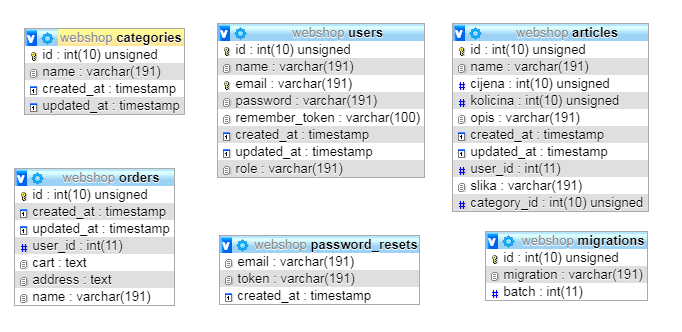 webshop categories
id : int(10) unsigned
name : varchar(191)
created_at : timestamp
updated_at : timestamp
webshop users
id : int(10) unsigned
name : varchar(191)
email : varchar(191)
password : varchar(191)
remember_token : varchar(100)
created_at : timestamp
updated_at : timestamp
role : varchar(191)
webshop articles
id : int(10) unsigned
name : varchar(191)
cijena : int(10) unsigned
kolicina : int(10) unsigned
opis : varchar(191)
created_at : timestamp
updated_at : timestamp
user_id : int(11)
slika : varchar(191)
category_id : int(10) unsigned
webshop orders
id : int(10) unsigned
created_at : timestamp
updated_at : timestamp
user_id : int(11)
cart : text
address : text
name : varchar(191)
webshop password_resets
email : varchar(191)
token : varchar(191)
created_at : timestamp
webshop migrations
id : int(10) unsigned
migration : varchar(191)
batch : int(11)